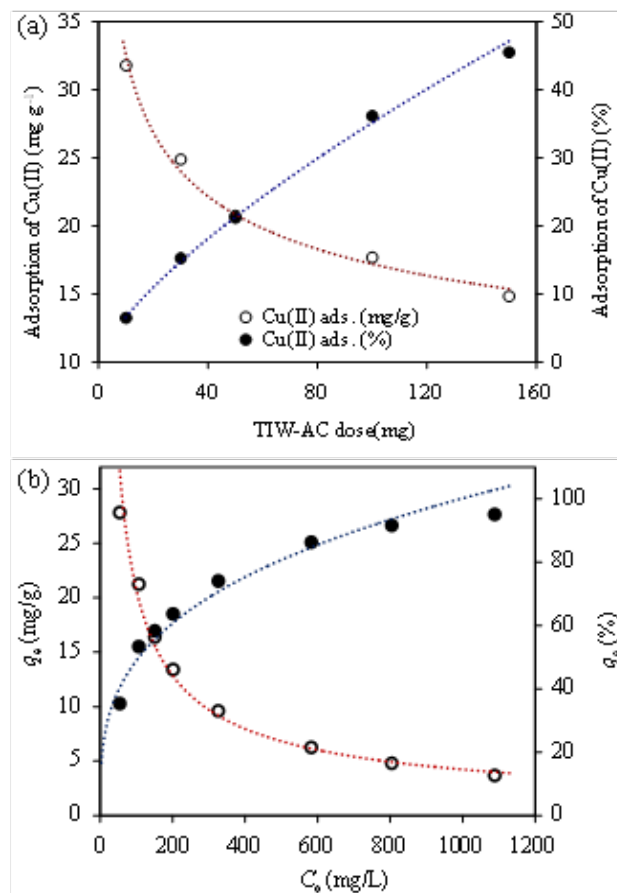 (a)
35
30
25
20
15
10
Adsorption of Cu(II) (mg g⁻¹)
50
40
30
20
10
0
Adsorption of Cu(II) (%)
Cu(II) ads. (mg/g)
Cu(II) ads. (%)
0 40 80 120 160
TIW-AC dose(mg)
(b)
30
25
20
15
10
5
0
qₑ (mg/g)
100
80
60
40
20
0
qₑ (%)
0 200 400 600 800 1000 1200
Cₒ (mg/L)